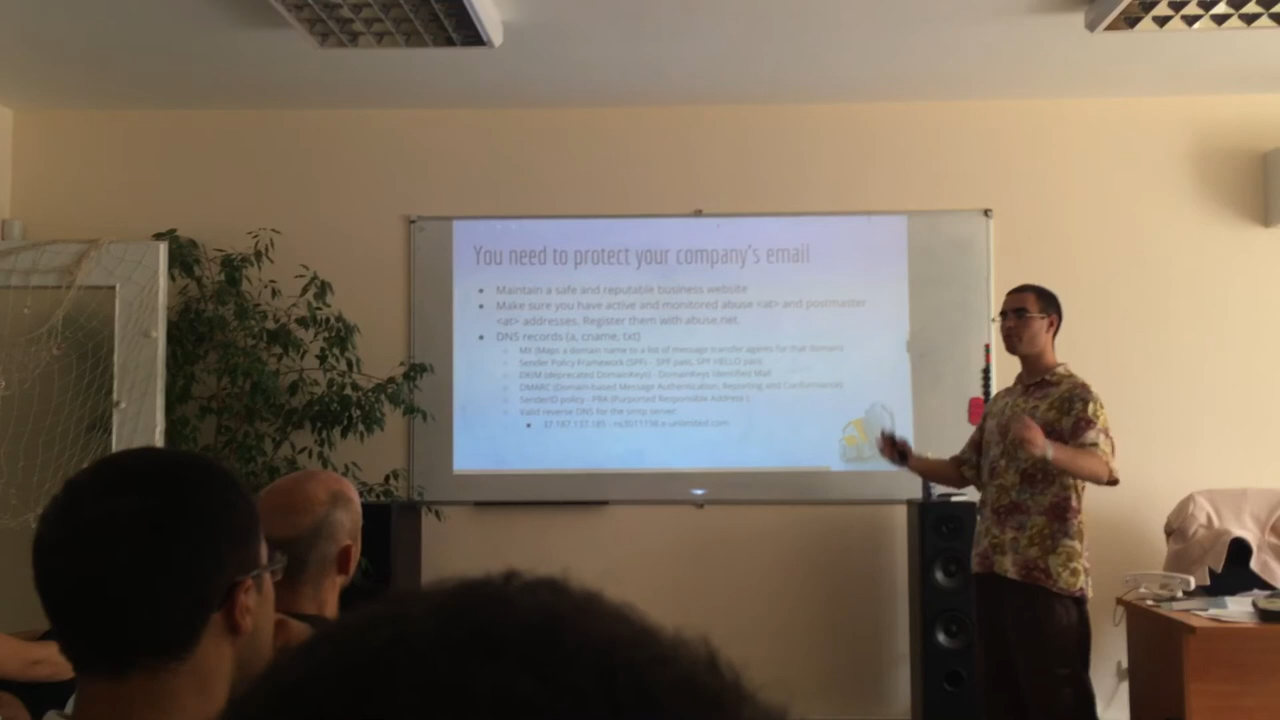 You need to protect your company's email
Maintain a safe and reputable business website
Make sure you have active and monitored abuse <at> and postmaster
<at> addresses. Register them with abuse.net.
DNS records (a, cname, txt)
MX (Maps a domain name to a list of message transfer agents for that domain)
Sender Policy Framework (SPF) - SPF pass, SPF HELO pass
DKIM (deprecated DomainKeys) - DomainKeys Identified Mail
DMARC (Domain-based Message Authentication, Reporting and Conformance)
SenderID policy - PRA (Purported Responsible Address )
Valid reverse DNS for the smtp server